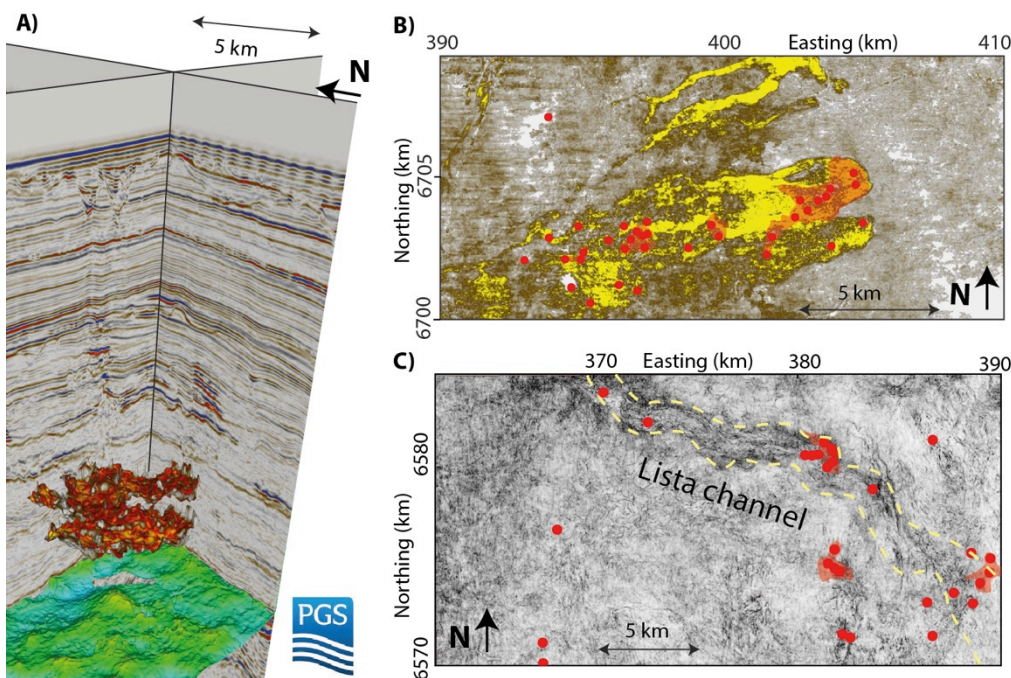 A)
5 km
N
PGS
B)
390
400
Easting (km)
410
Northing (km)
6705
6700
5 km
N
C)
370
Easting (km)
380
390
Northing (km)
6580
6570
Lista channel
N
5 km